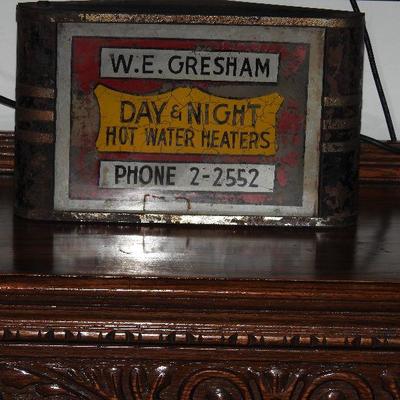 W.E. GRESHAM
DAY & NIGHT
HOT WATER HEATERS
PHONE 2-2552